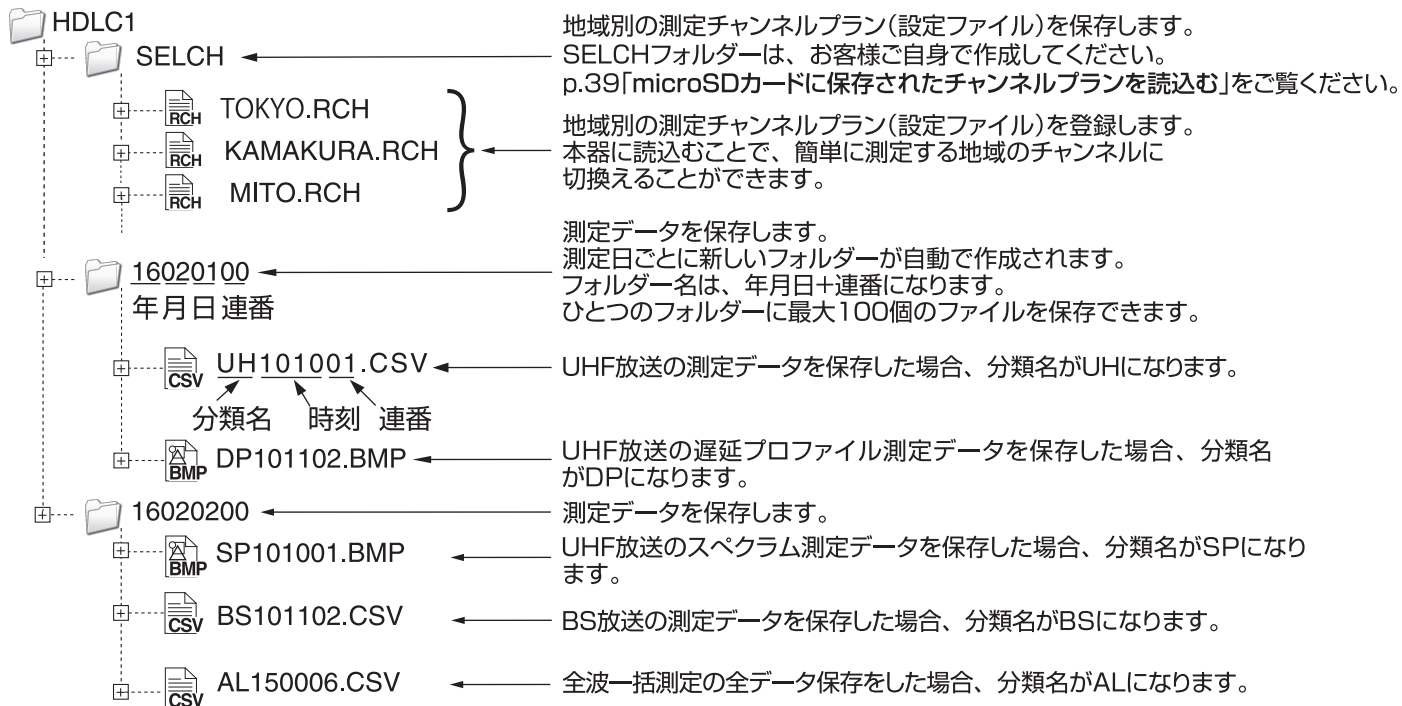 HDLC1
SELCH
地域別の測定チャンネルプラン(設定ファイル)を保存します。
SELCHフォルダーは、お客様ご自身で作成してください。
p.39「microSDカードに保存されたチャンネルプランを読込む」をご覧ください。
RCH TOKYO.RCH
RCH KAMAKURA.RCH
RCH MITO.RCH
地域別の測定チャンネルプラン(設定ファイル)を登録します。
本器に読込むことで、簡単に測定する地域のチャンネルに
切換えることができます。
16020100
年月日連番
測定データを保存します。
測定日ごとに新しいフォルダーが自動で作成されます。
フォルダー名は、年月日+連番になります。
ひとつのフォルダーに最大100個のファイルを保存できます。
CSV UH101001.CSV
分類名 時刻 連番
UHF放送の測定データを保存した場合、分類名がUHになります。
BMP DP101102.BMP
UHF放送の遅延プロファイル測定データを保存した場合、分類名
がDPになります。
16020200
測定データを保存します。
BMP SP101001.BMP
UHF放送のスペクラム測定データを保存した場合、分類名がSPになり
ます。
CSV BS101102.CSV
BS放送の測定データを保存した場合、分類名がBSになります。
CSV AL150006.CSV
全波一括測定の全データ保存をした場合、分類名がALになります。